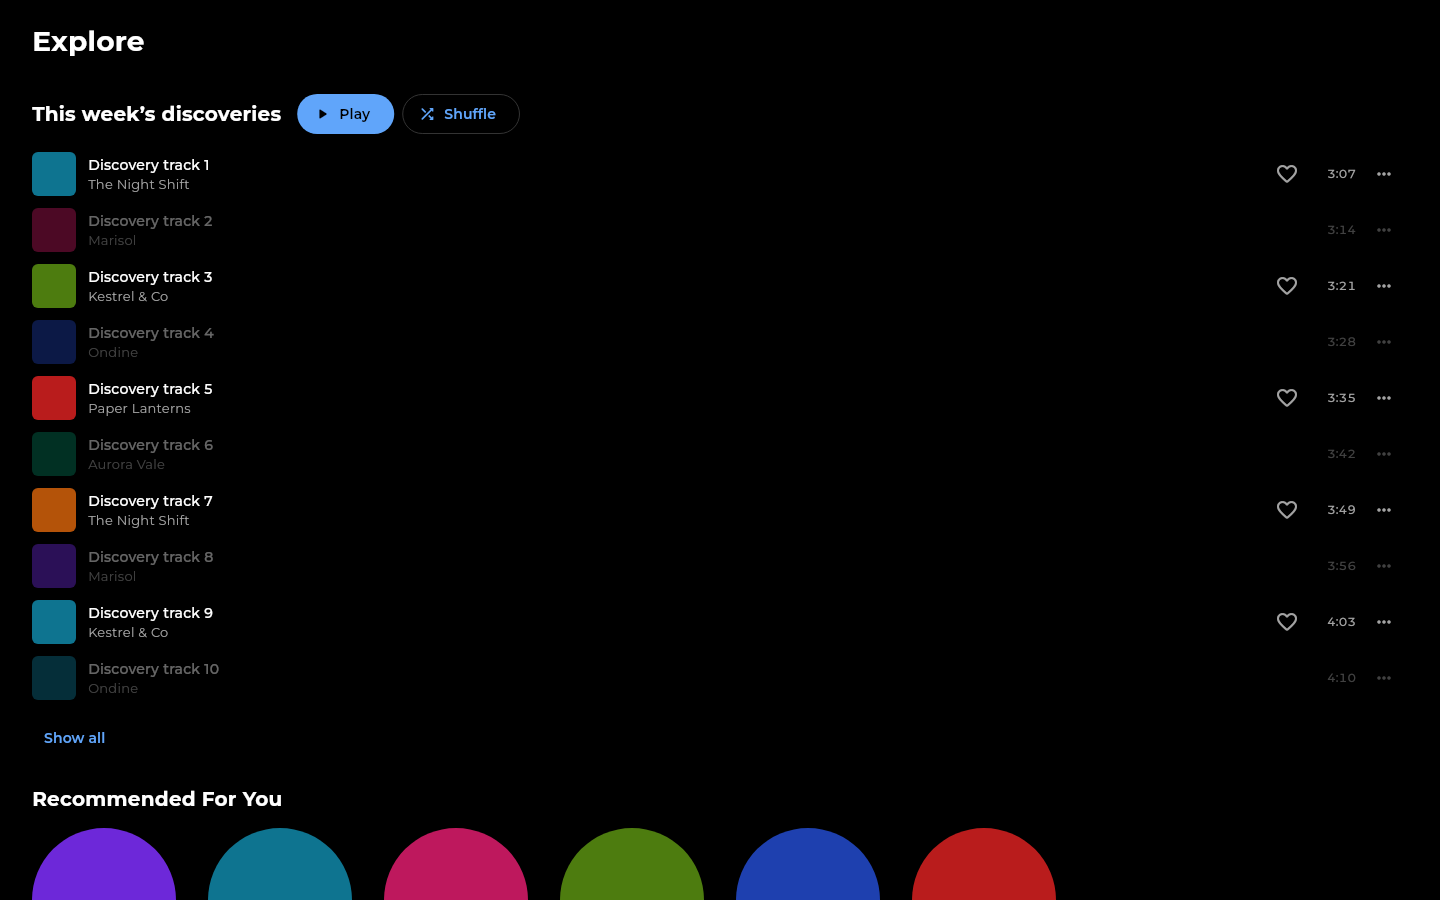 Explore
This week’s discoveries
Play
Shuffle
Discovery track 1
The Night Shift
3:07
Discovery track 2
Marisol
3:14
Discovery track 3
Kestrel & Co
3:21
Discovery track 4
Ondine
3:28
Discovery track 5
Paper Lanterns
3:35
Discovery track 6
Aurora Vale
3:42
Discovery track 7
The Night Shift
3:49
Discovery track 8
Marisol
3:56
Discovery track 9
Kestrel & Co
4:03
Discovery track 10
Ondine
4:10
Show all
Recommended For You